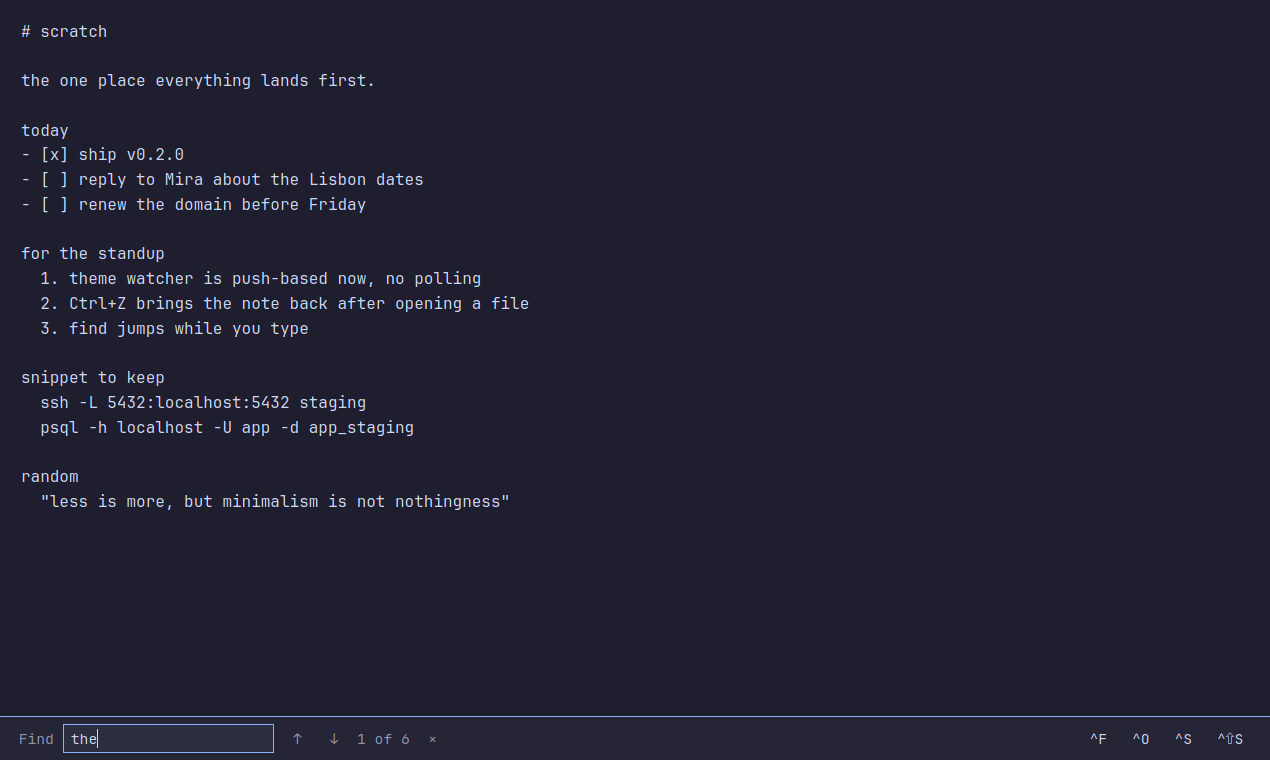 # scratch
the one place everything lands first.
today
- [x] ship v0.2.0
- [ ] reply to Mira about the Lisbon dates
- [ ] renew the domain before Friday
for the standup
  1. theme watcher is push-based now, no polling
  2. Ctrl+Z brings the note back after opening a file
  3. find jumps while you type
snippet to keep
  ssh -L 5432:localhost:5432 staging
  psql -h localhost -U app -d app_staging
random
  "less is more, but minimalism is not nothingness"
Find the ↑ ↓ 1 of 6 × ^F ^O ^S ^⇧S